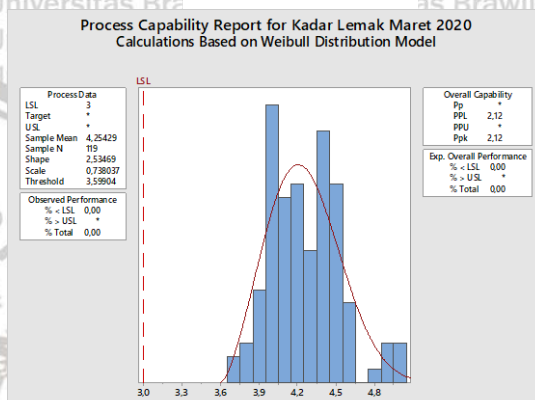 Universitas Bra
as Brawij
Process Capability Report for Kadar Lemak Maret 2020
Calculations Based on Weibull Distribution Model
LSL
Process Data
LSL 3
Target *
USL *
Sample Mean 4,25429
Sample N 119
Shape 2,53469
Scale 0,738037
Threshold 3,59904
Observed Performance
% < LSL 0,00
% > USL *
% Total 0,00
Overall Capability
Pp *
PPL 2,12
PPU *
Ppk 2,12
Exp. Overall Performance
% < LSL 0,00
% > USL *
% Total 0,00
3,0 3,3 3,6 3,9 4,2 4,5 4,8